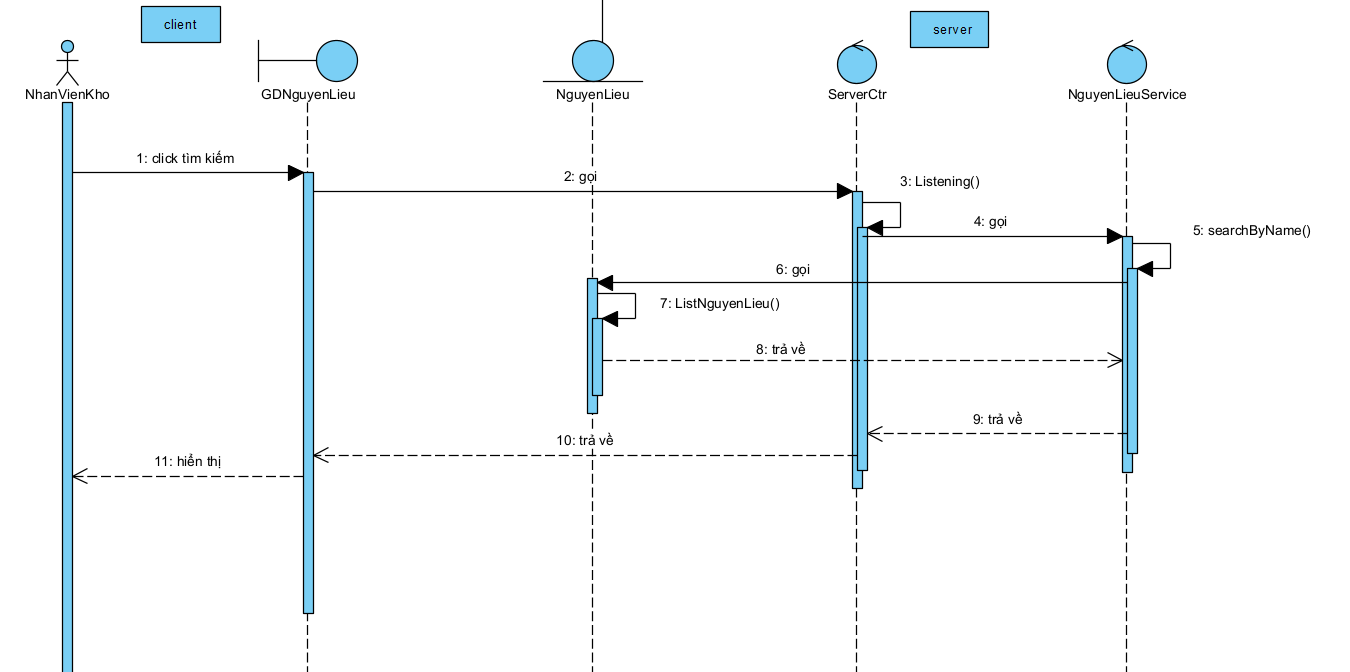 client
server
NhanVienKho
GDNguyenLieu
NguyenLieu
ServerCtr
NguyenLieuService
1: click tìm kiếm
2: gọi
3: Listening()
4: gọi
5: searchByName()
6: gọi
7: ListNguyenLieu()
8: trả về
9: trả về
10: trả về
11: hiển thị